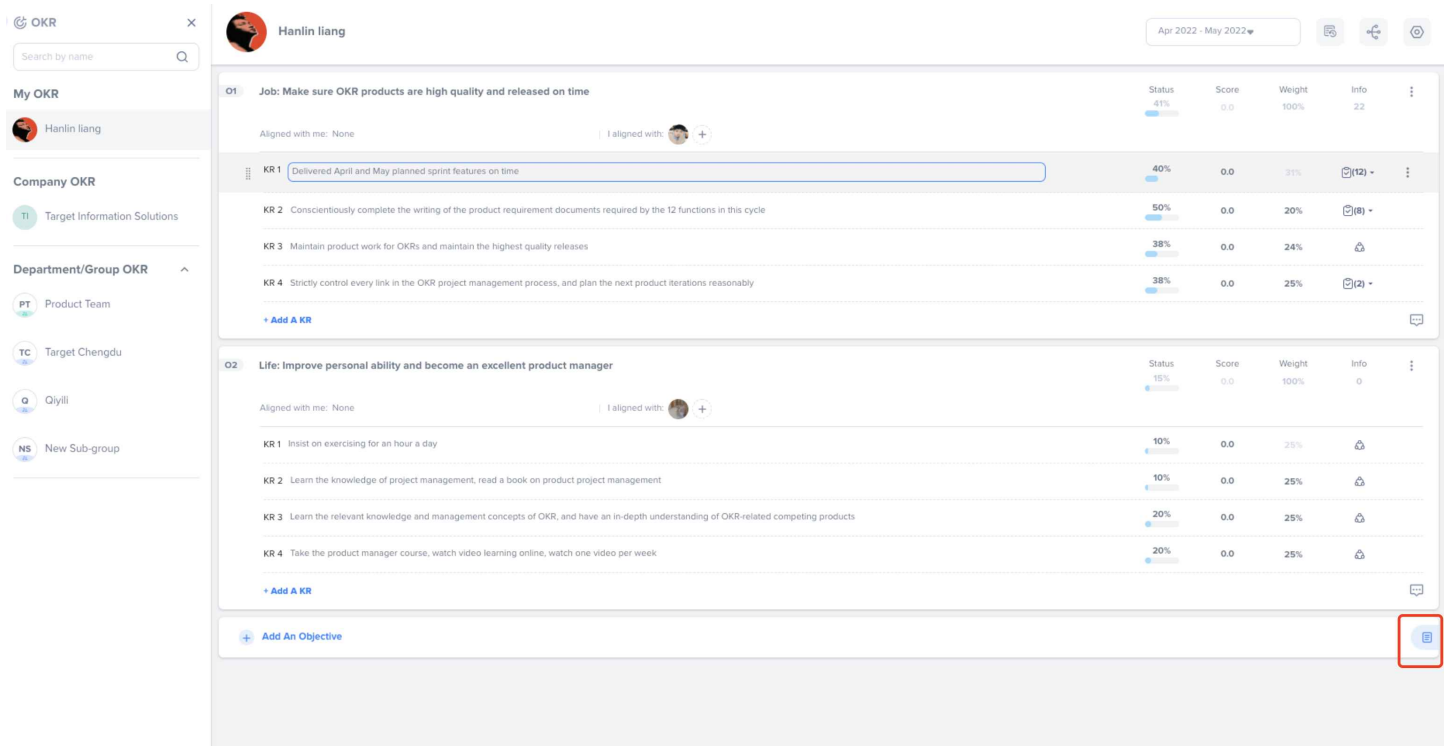 OKR
Search by name
My OKR
Hanlin liang
Company OKR
TI
Target Information Solutions
Department/Group OKR
PT
Product Team
TC
Target Chengdu
Q
Qiyili
NS
New Sub-group
Hanlin liang
Apr 2022 - May 2022
O1 Job: Make sure OKR products are high quality and released on time Status Score Weight Info
41% 0.0 100% 22
Aligned with me: None I aligned with:
KR 1 Delivered April and May planned sprint features on time 40% 0.0 31% (12)
KR 2 Conscientiously complete the writing of the product requirement documents required by the 12 functions in this cycle 50% 0.0 20% (8)
KR 3 Maintain product work for OKRs and maintain the highest quality releases 38% 0.0 24%
KR 4 Strictly control every link in the OKR project management process, and plan the next product iterations reasonably 38% 0.0 25% (2)
+ Add A KR
O2 Life: Improve personal ability and become an excellent product manager Status Score Weight Info
15% 0.0 100% 0
Aligned with me: None I aligned with:
KR 1 Insist on exercising for an hour a day 10% 0.0 25%
KR 2 Learn the knowledge of project management, read a book on product project management 10% 0.0 25%
KR 3 Learn the relevant knowledge and management concepts of OKR, and have an in-depth understanding of OKR-related competing products 20% 0.0 25%
KR 4 Take the product manager course, watch video learning online, watch one video per week 20% 0.0 25%
+ Add A KR
+ Add An Objective